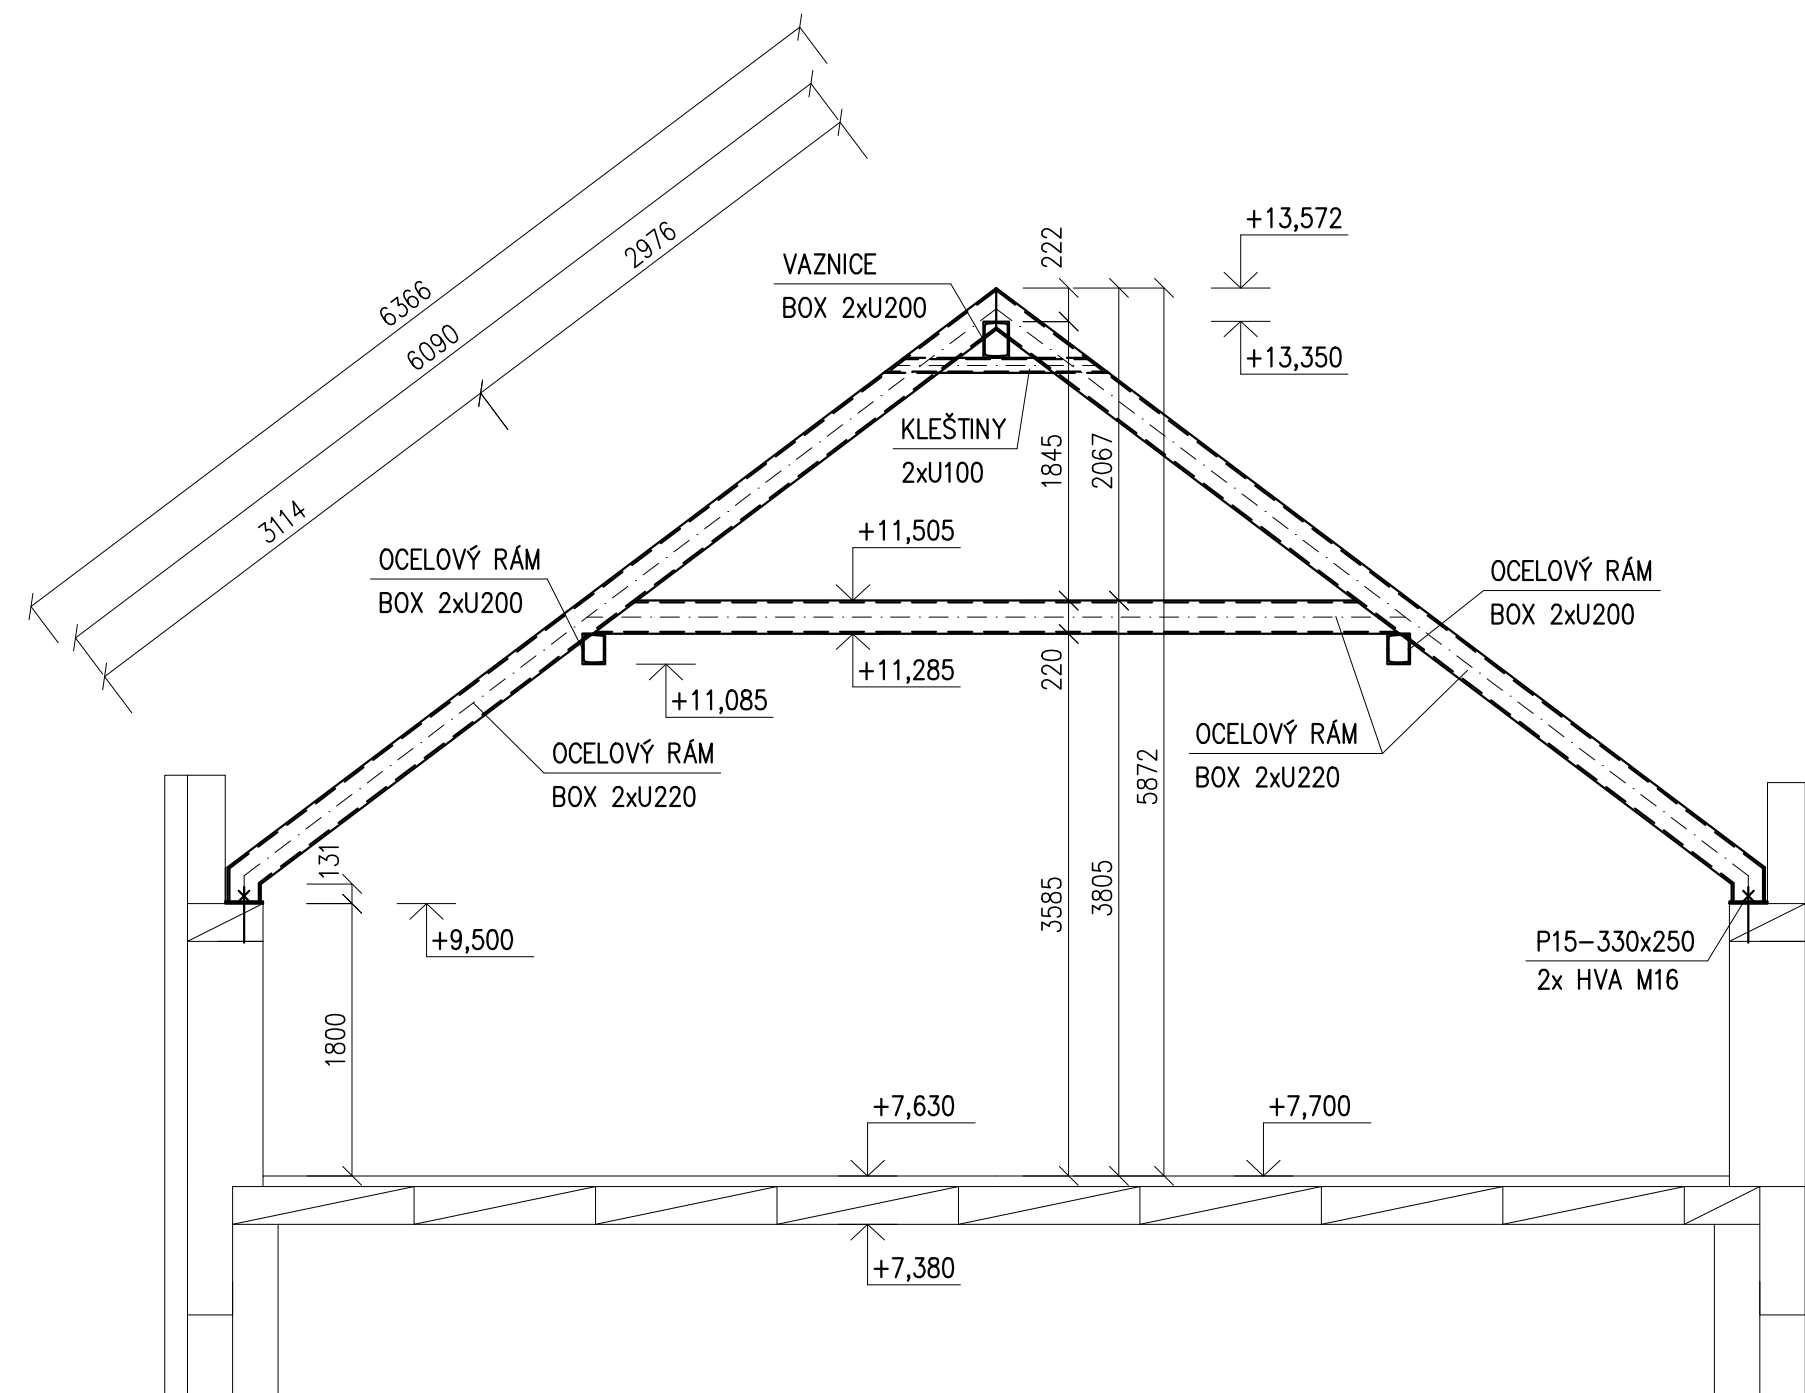 6366
6090
2976
3114
+13,572
222
VAZNICE
BOX 2xU200
+13,350
KLEŠTINY
2xU100
1845
2067
+11,505
OCELOVÝ RÁM
BOX 2xU200
OCELOVÝ RÁM
BOX 2xU200
+11,285
220
+11,085
OCELOVÝ RÁM
BOX 2xU220
OCELOVÝ RÁM
BOX 2xU220
5872
131
3585
3805
+9,500
P15-330x250
2x HVA M16
1800
+7,630
+7,700
+7,380